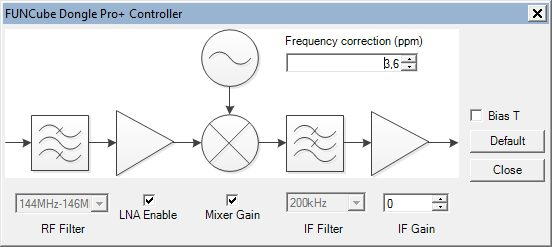 FUNCube Dongle Pro+ Controller
Frequency correction (ppm)
3,6
Bias T
Default
Close
144MHz-146M
LNA Enable
Mixer Gain
200kHz
0
RF Filter
IF Filter
IF Gain